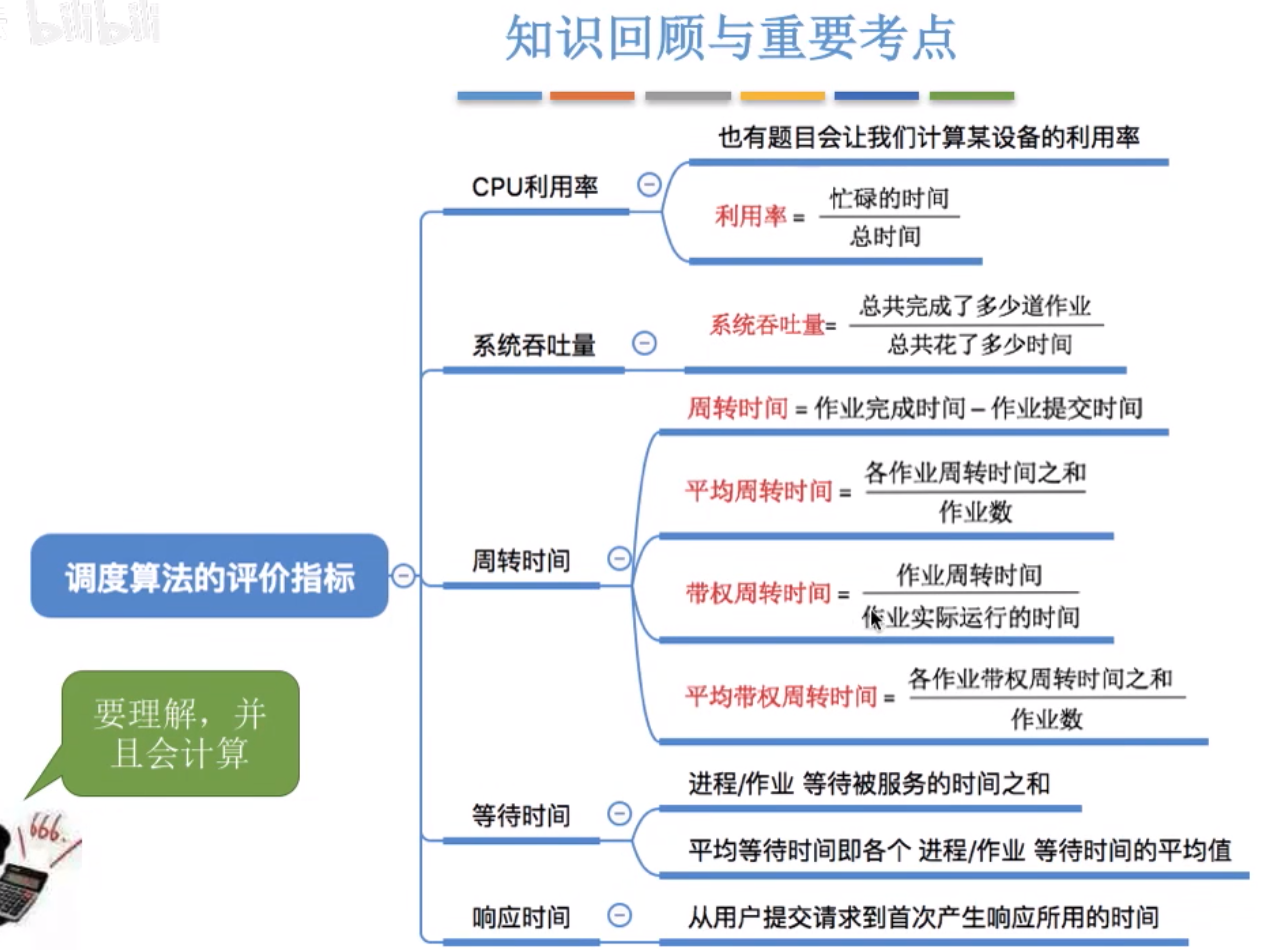 bilibili
知识回顾与重要考点
也有题目会让我们计算某设备的利用率
CPU利用率
利用率 = 忙碌的时间
总时间
系统吞吐量
系统吞吐量= 总共完成了多少道作业
总共花了多少时间
周转时间 = 作业完成时间 – 作业提交时间
平均周转时间 = 各作业周转时间之和
作业数
周转时间
带权周转时间 = 作业周转时间
作业实际运行的时间
平均带权周转时间 = 各作业带权周转时间之和
作业数
调度算法的评价指标
要理解，并
且会计算
666.
进程/作业 等待被服务的时间之和
等待时间
平均等待时间即各个 进程/作业 等待时间的平均值
响应时间
从用户提交请求到首次产生响应所用的时间